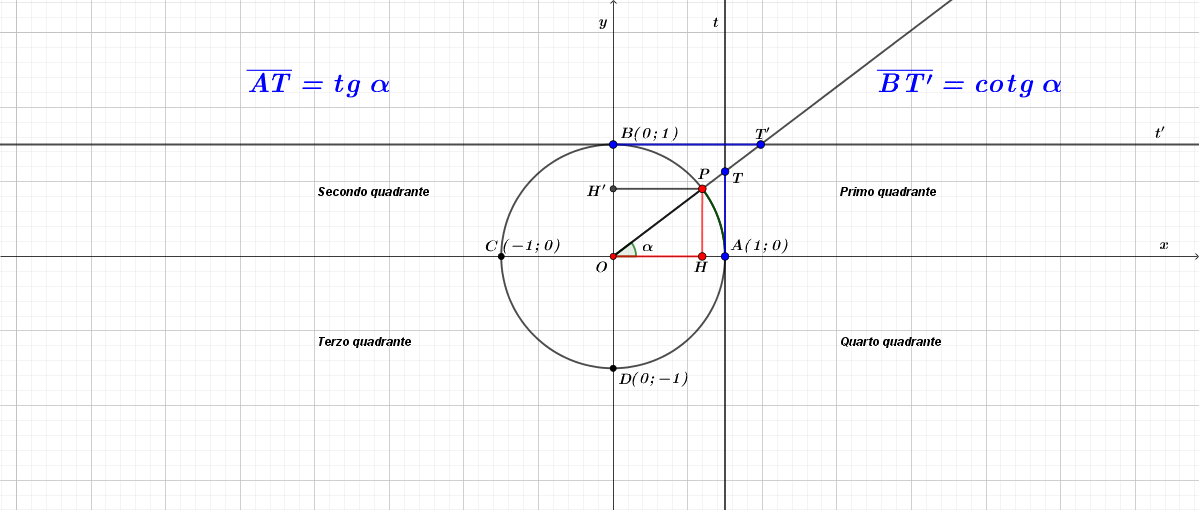 y
t
AT = tg α
BT' = cotg α
B(0; 1)
T'
t'
P
T
Secondo quadrante
H'
Primo quadrante
C (−1; 0)
α
A(1; 0)
x
O
H
Terzo quadrante
Quarto quadrante
D(0; −1)